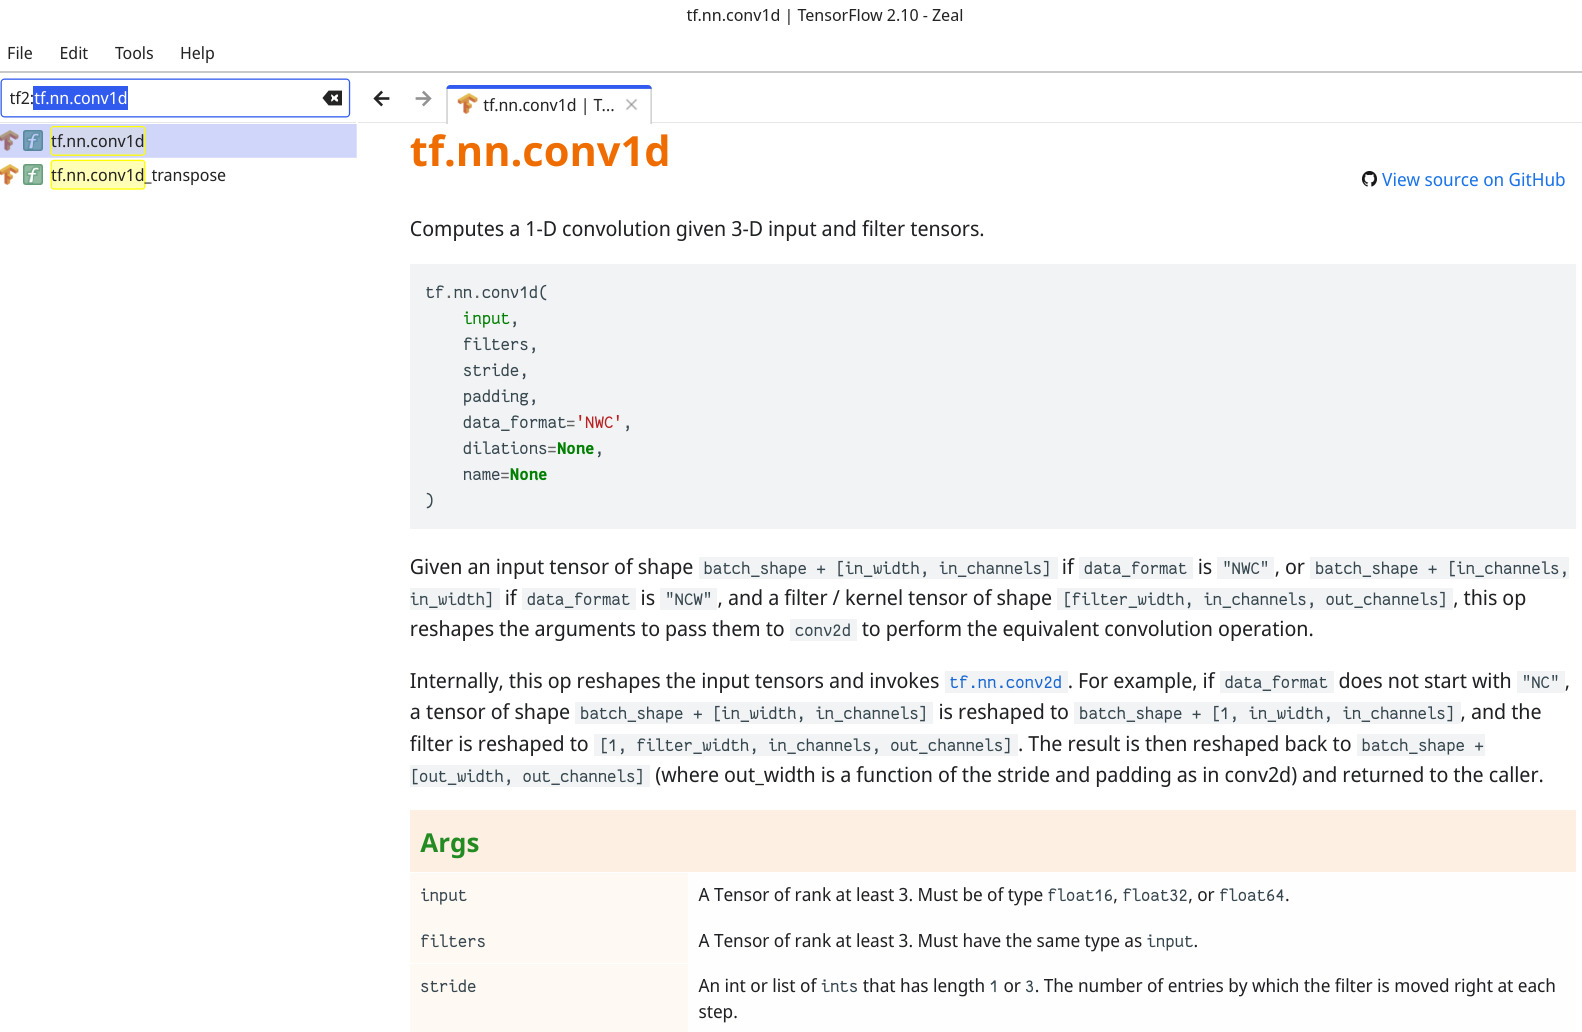 tf.nn.conv1d | TensorFlow 2.10 - Zeal
File Edit Tools Help
tf2:tf.nn.conv1d
tf.nn.conv1d | T...
tf.nn.conv1d
tf.nn.conv1d_transpose
tf.nn.conv1d
View source on GitHub
Computes a 1-D convolution given 3-D input and filter tensors.
tf.nn.conv1d(
    input,
    filters,
    stride,
    padding,
    data_format='NWC',
    dilations=None,
    name=None
)
Given an input tensor of shape batch_shape + [in_width, in_channels] if data_format is "NWC", or batch_shape + [in_channels,
in_width] if data_format is "NCW", and a filter / kernel tensor of shape [filter_width, in_channels, out_channels], this op
reshapes the arguments to pass them to conv2d to perform the equivalent convolution operation.
Internally, this op reshapes the input tensors and invokes tf.nn.conv2d. For example, if data_format does not start with "NC",
a tensor of shape batch_shape + [in_width, in_channels] is reshaped to batch_shape + [1, in_width, in_channels], and the
filter is reshaped to [1, filter_width, in_channels, out_channels]. The result is then reshaped back to batch_shape +
[out_width, out_channels] (where out_width is a function of the stride and padding as in conv2d) and returned to the caller.
Args
input A Tensor of rank at least 3. Must be of type float16, float32, or float64.
filters A Tensor of rank at least 3. Must have the same type as input.
stride An int or list of ints that has length 1 or 3. The number of entries by which the filter is moved right at each
step.